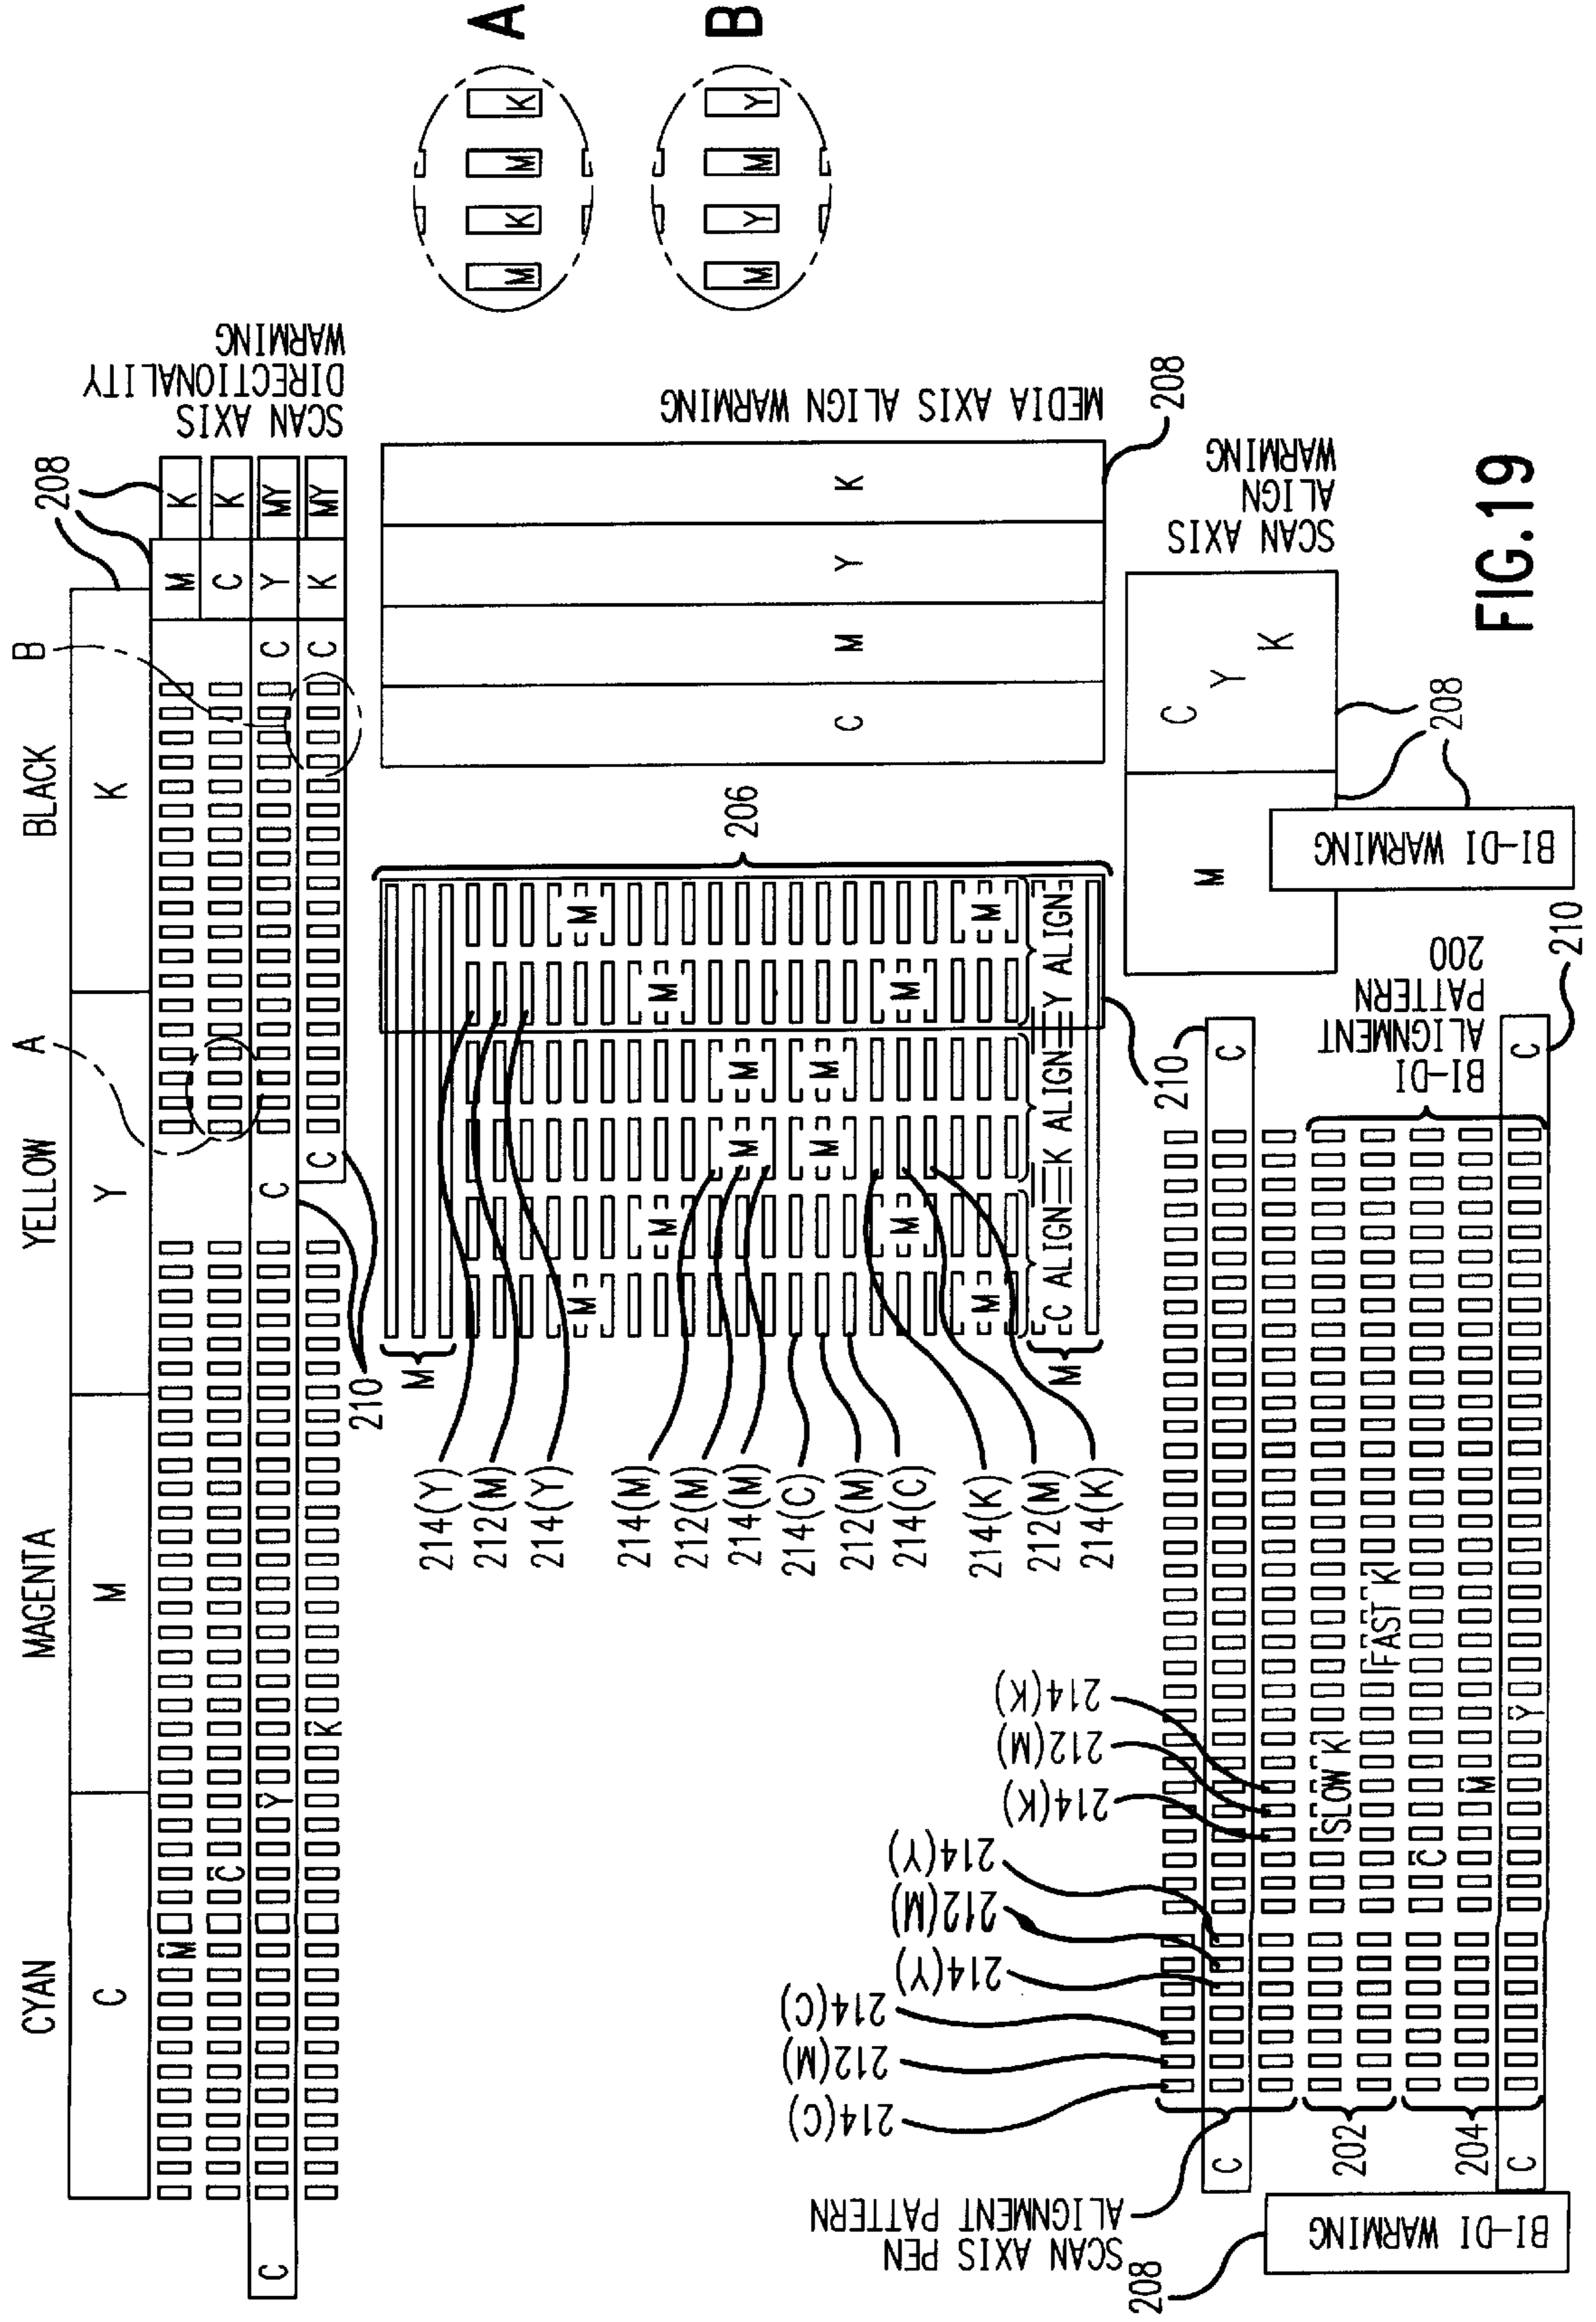 CYAN
MAGENTA
YELLOW
BLACK
A
B
208
C
M
Y
K
M
K
C
K
Y
MY
K
MY
M
C
Y
K
C
C
C
C
C
SCAN AXIS
DIRECTIONALITY
WARMING
210
A
M
K
M
K
B
M
Y
M
Y
M
214(Y)
212(M)
214(Y)
214(M)
212(M)
214(M)
214(C)
212(M)
214(C)
214(K)
212(M)
214(K)
M
M
M
M
M
M
M
M
M
M
M
M
M
C ALIGN
K ALIGN
Y ALIGN
206
210
C
M
Y
K
MEDIA AXIS ALIGN WARMING
208
M
C
Y
K
SCAN AXIS
ALIGN
WARMING
208
BI-DI WARMING
BI-DI
ALIGNMENT
PATTERN
200
210
210
C
C
214(C)
212(M)
214(C)
214(Y)
212(M)
214(Y)
214(K)
212(M)
214(K)
SLOW K
FAST K
C
M
Y
C
C
202
204
SCAN AXIS PEN
ALIGNMENT PATTERN
208
BI-DI WARMING
FIG.19